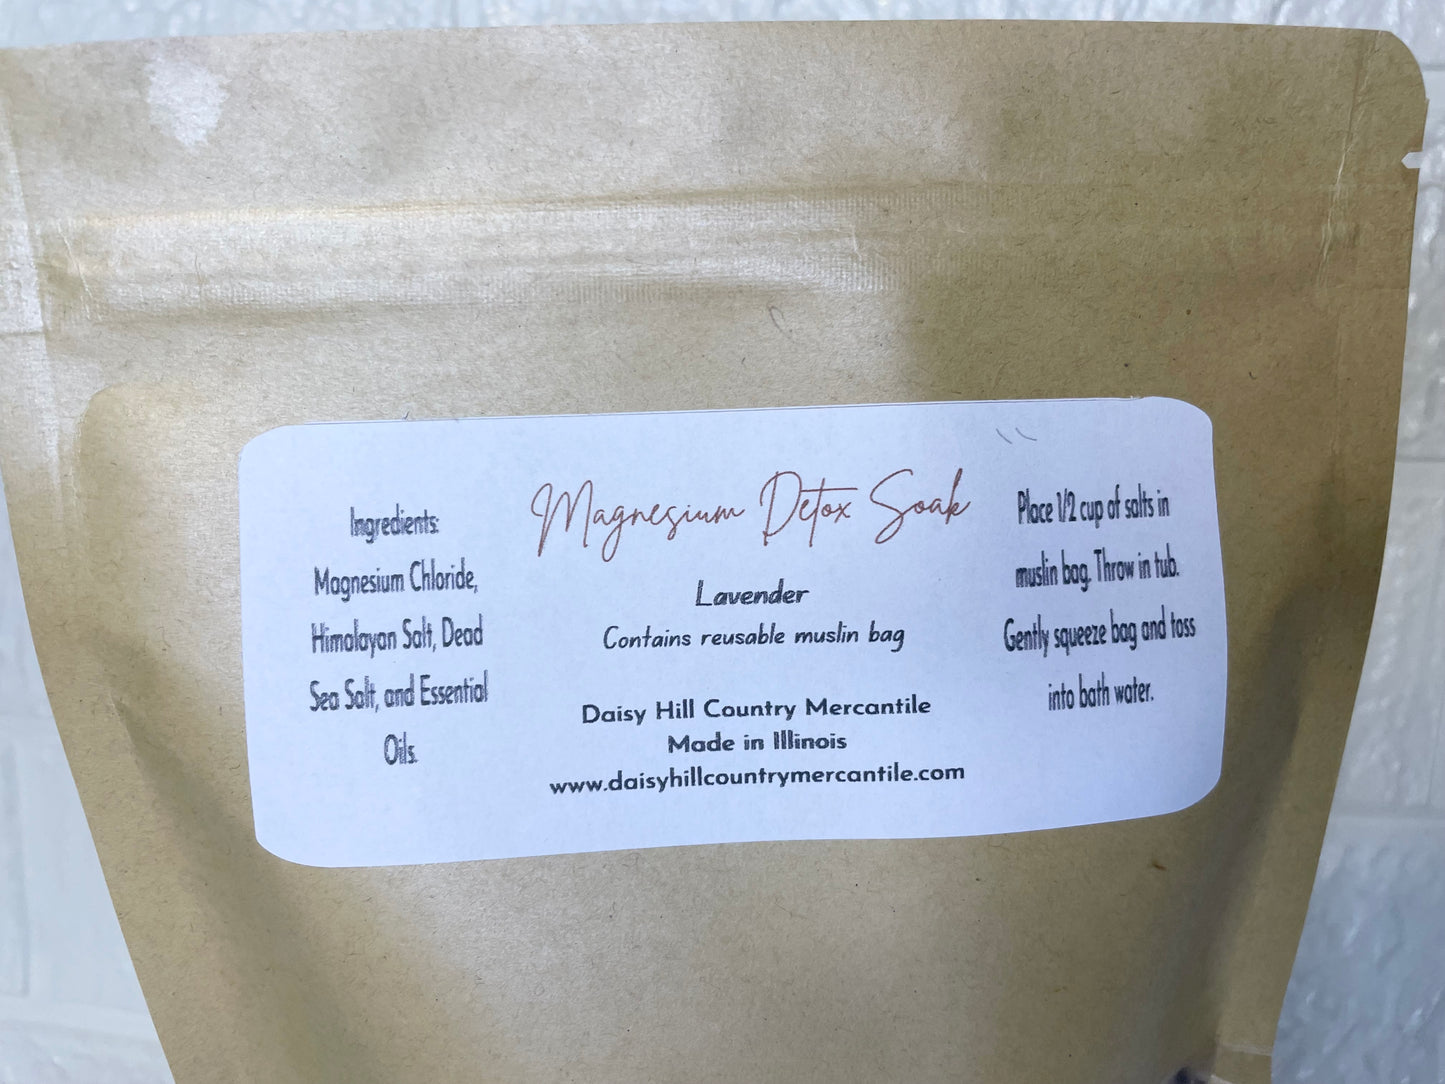 Ingredients:
Magnesium Chloride,
Himalayan Salt, Dead
Sea Salt, and Essential
Oils.
Magnesium Detox Soak
Lavender
Contains reusable muslin bag
Daisy Hill Country Mercantile
Made in Illinois
www.daisyhillcountrymercantile.com
Place 1/2 cup of salts in
muslin bag. Throw in tub.
Gently squeeze bag and toss
into bath water.